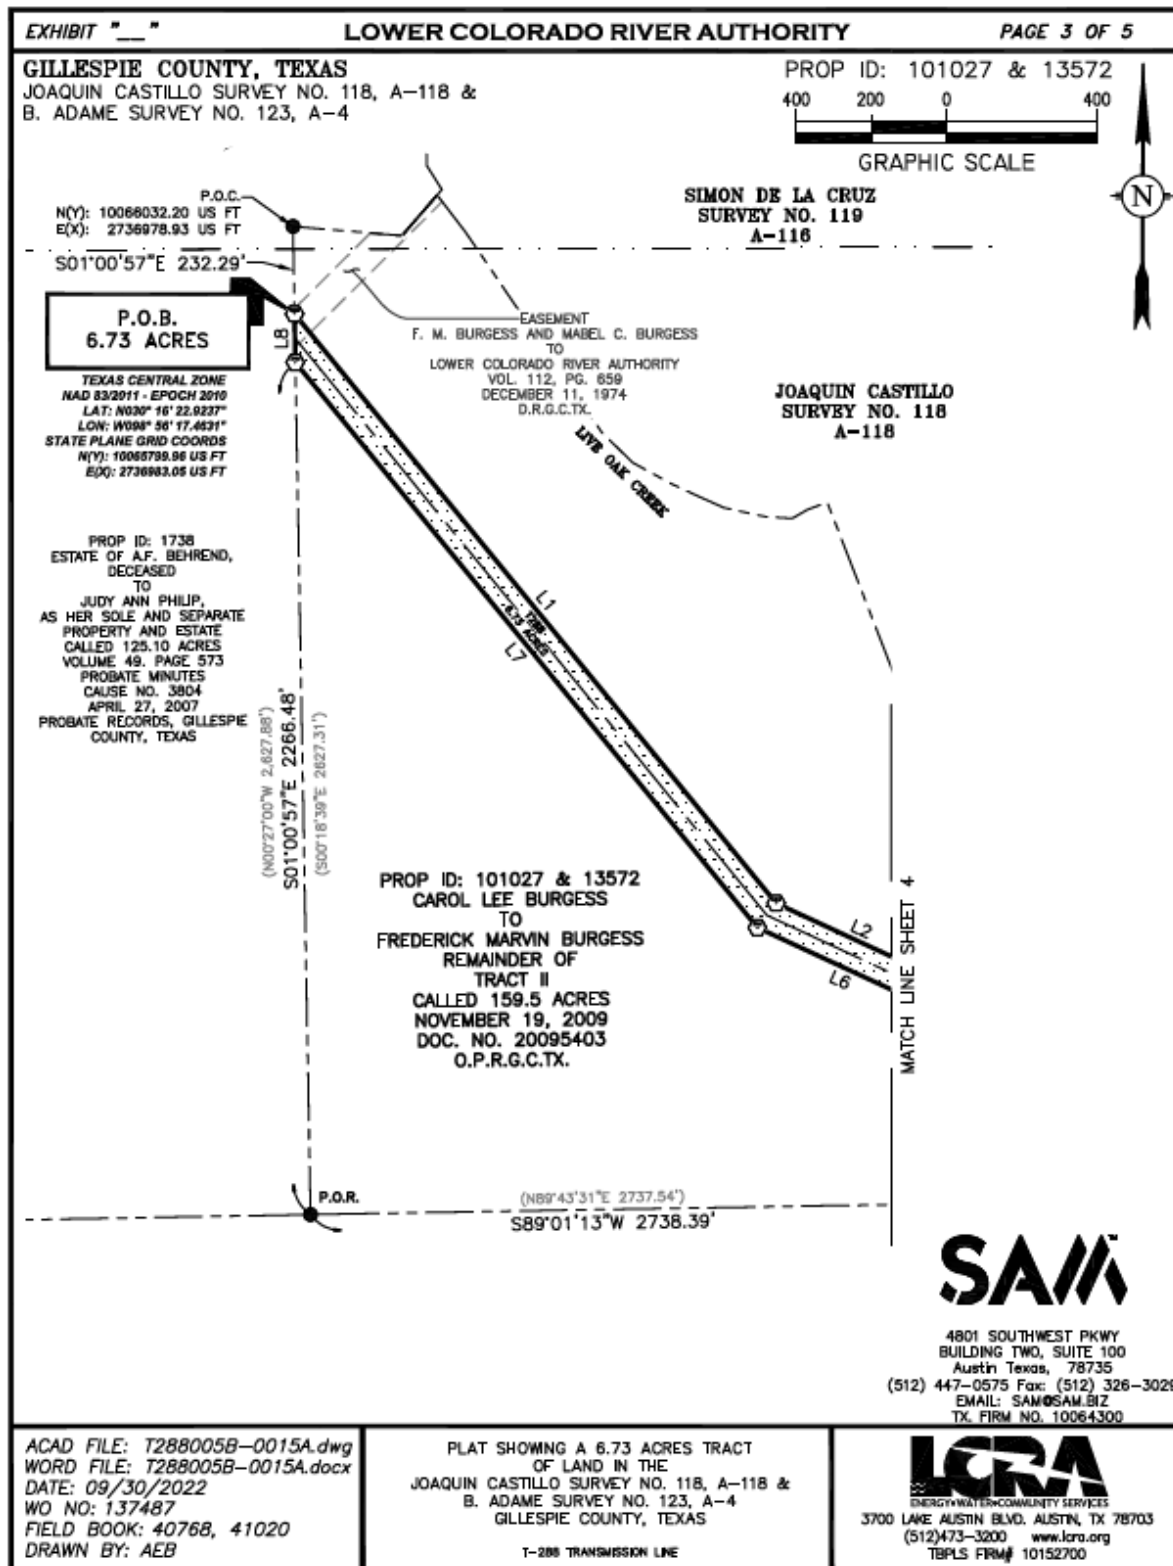 EXHIBIT "__"
LOWER COLORADO RIVER AUTHORITY
PAGE 3 OF 5
GILLESPIE COUNTY, TEXAS
JOAQUIN CASTILLO SURVEY NO. 118, A-118 &
B. ADAME SURVEY NO. 123, A-4
PROP ID: 101027 & 13572
400 200 0 400
GRAPHIC SCALE
N
P.O.C.
N(Y): 10066032.20 US FT
E(X): 2736978.93 US FT
S01°00'57"E 232.29'
SIMON DE LA CRUZ
SURVEY NO. 119
A-116
P.O.B.
6.73 ACRES
L8
TEXAS CENTRAL ZONE
NAD 83/2011 - EPOCH 2010
LAT: N030° 16' 22.9237"
LON: W098° 56' 17.4631"
STATE PLANE GRID COORDS
N(Y): 10065799.96 US FT
E(X): 2736983.05 US FT
EASEMENT
F. M. BURGESS AND MABEL C. BURGESS
TO
LOWER COLORADO RIVER AUTHORITY
VOL. 112, PG. 659
DECEMBER 11, 1974
D.R.G.C.TX.
JOAQUIN CASTILLO
SURVEY NO. 118
A-118
LIVE OAK CREEK
PROP ID: 1738
ESTATE OF A.F. BEHREND,
DECEASED
TO
JUDY ANN PHILIP,
AS HER SOLE AND SEPARATE
PROPERTY AND ESTATE
CALLED 125.10 ACRES
VOLUME 49. PAGE 573
PROBATE MINUTES
CAUSE NO. 3804
APRIL 27, 2007
PROBATE RECORDS, GILLESPIE
COUNTY, TEXAS
L1
T288
6.73 ACRES
L7
(N00°27'00"W 2,627.88')
S01°00'57"E 2266.48'
(S00°18'39"E 2627.31')
PROP ID: 101027 & 13572
CAROL LEE BURGESS
TO
FREDERICK MARVIN BURGESS
REMAINDER OF
TRACT II
CALLED 159.5 ACRES
NOVEMBER 19, 2009
DOC. NO. 20095403
O.P.R.G.C.TX.
L2
L6
MATCH LINE SHEET 4
P.O.R.
(N89°43'31"E 2737.54')
S89°01'13"W 2738.39'
SAM
4801 SOUTHWEST PKWY
BUILDING TWO, SUITE 100
Austin Texas, 78735
(512) 447-0575 Fax: (512) 326-3029
EMAIL: SAM@SAM.BIZ
TX. FIRM NO. 10064300
ACAD FILE: T288005B-0015A.dwg
WORD FILE: T288005B-0015A.docx
DATE: 09/30/2022
WO NO: 137487
FIELD BOOK: 40768, 41020
DRAWN BY: AEB
PLAT SHOWING A 6.73 ACRES TRACT
OF LAND IN THE
JOAQUIN CASTILLO SURVEY NO. 118, A-118 &
B. ADAME SURVEY NO. 123, A-4
GILLESPIE COUNTY, TEXAS
T-288 TRANSMISSION LINE
LCRA
ENERGY•WATER•COMMUNITY SERVICES
3700 LAKE AUSTIN BLVD. AUSTIN, TX 78703
(512)473-3200 www.lcra.org
TBPLS FIRM# 10152700